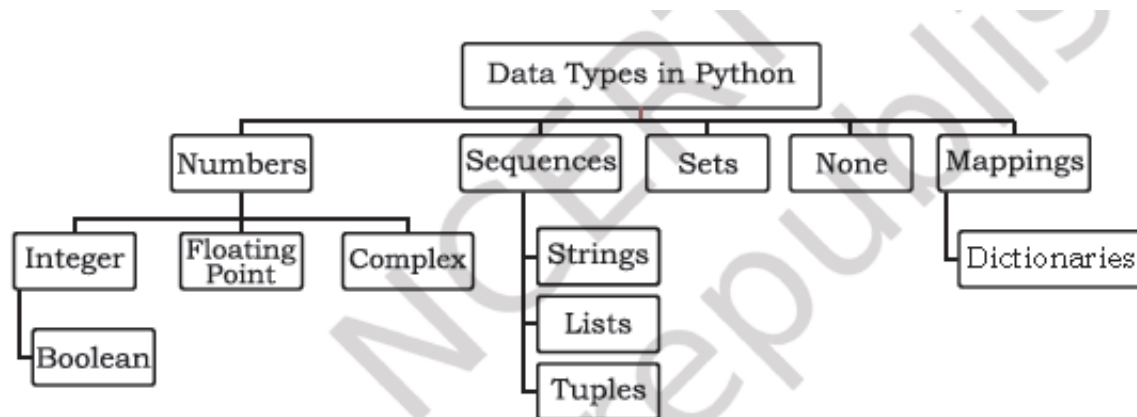 Data Types in Python
Numbers
Sequences
Sets
None
Mappings
Integer
Floating
Point
Complex
Strings
Dictionaries
Lists
Boolean
Tuples
NCERT
republis